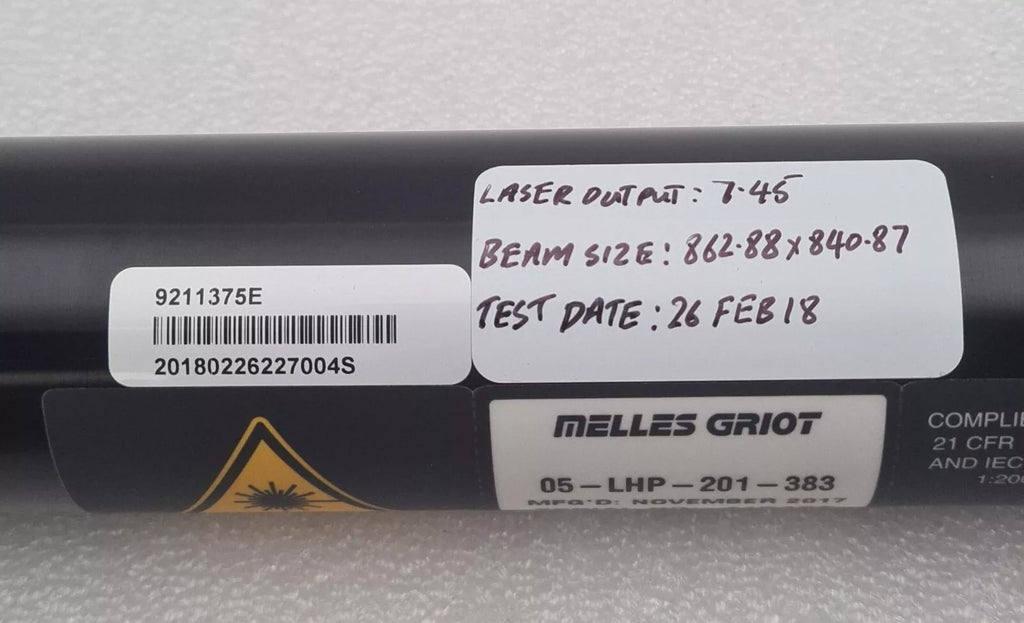 LASER OUTPUT: 7.45
BEAM SIZE: 862.88 x 840.87
TEST DATE: 26 FEB 18
9211375E
20180226227004S
MELLES GRIOT
05-LHP-201-383
MFG'D: NOVEMBER 2017
21 CFR
AND IEC